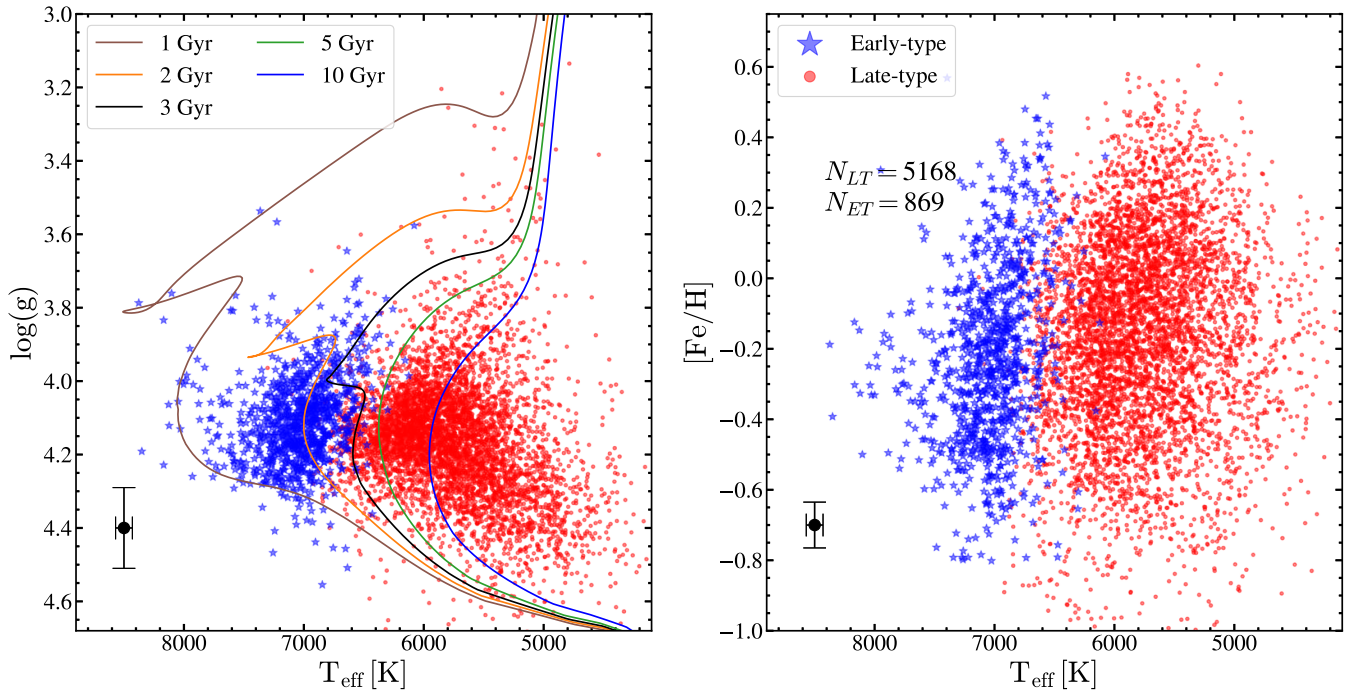 1 Gyr
2 Gyr
3 Gyr
5 Gyr
10 Gyr
3.0
3.2
3.4
3.6
3.8
4.0
4.2
4.4
4.6
log(g)
8000 7000 6000 5000
T_eff [K]
Early-type
Late-type
N_LT = 5168
N_ET = 869
0.6
0.4
0.2
0.0
−0.2
−0.4
−0.6
−0.8
−1.0
[Fe/H]
8000 7000 6000 5000
T_eff [K]